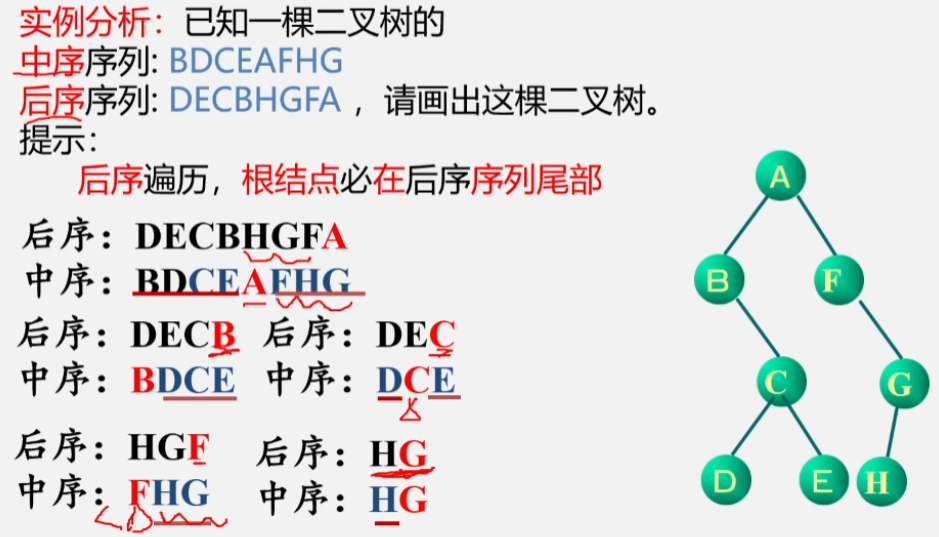 实例分析：已知一棵二叉树的
中序序列: BDCEAFHG
后序序列: DECBHGFA ，请画出这棵二叉树。
提示：
后序遍历，根结点必在后序序列尾部
后序：DECBHGFA
中序：BDCEAFHG
后序：DECB 后序：DEC
中序：BDCE 中序：DCE
后序：HGF 后序：HG
中序：FHG 中序：HG
A
B F
C G
D E H